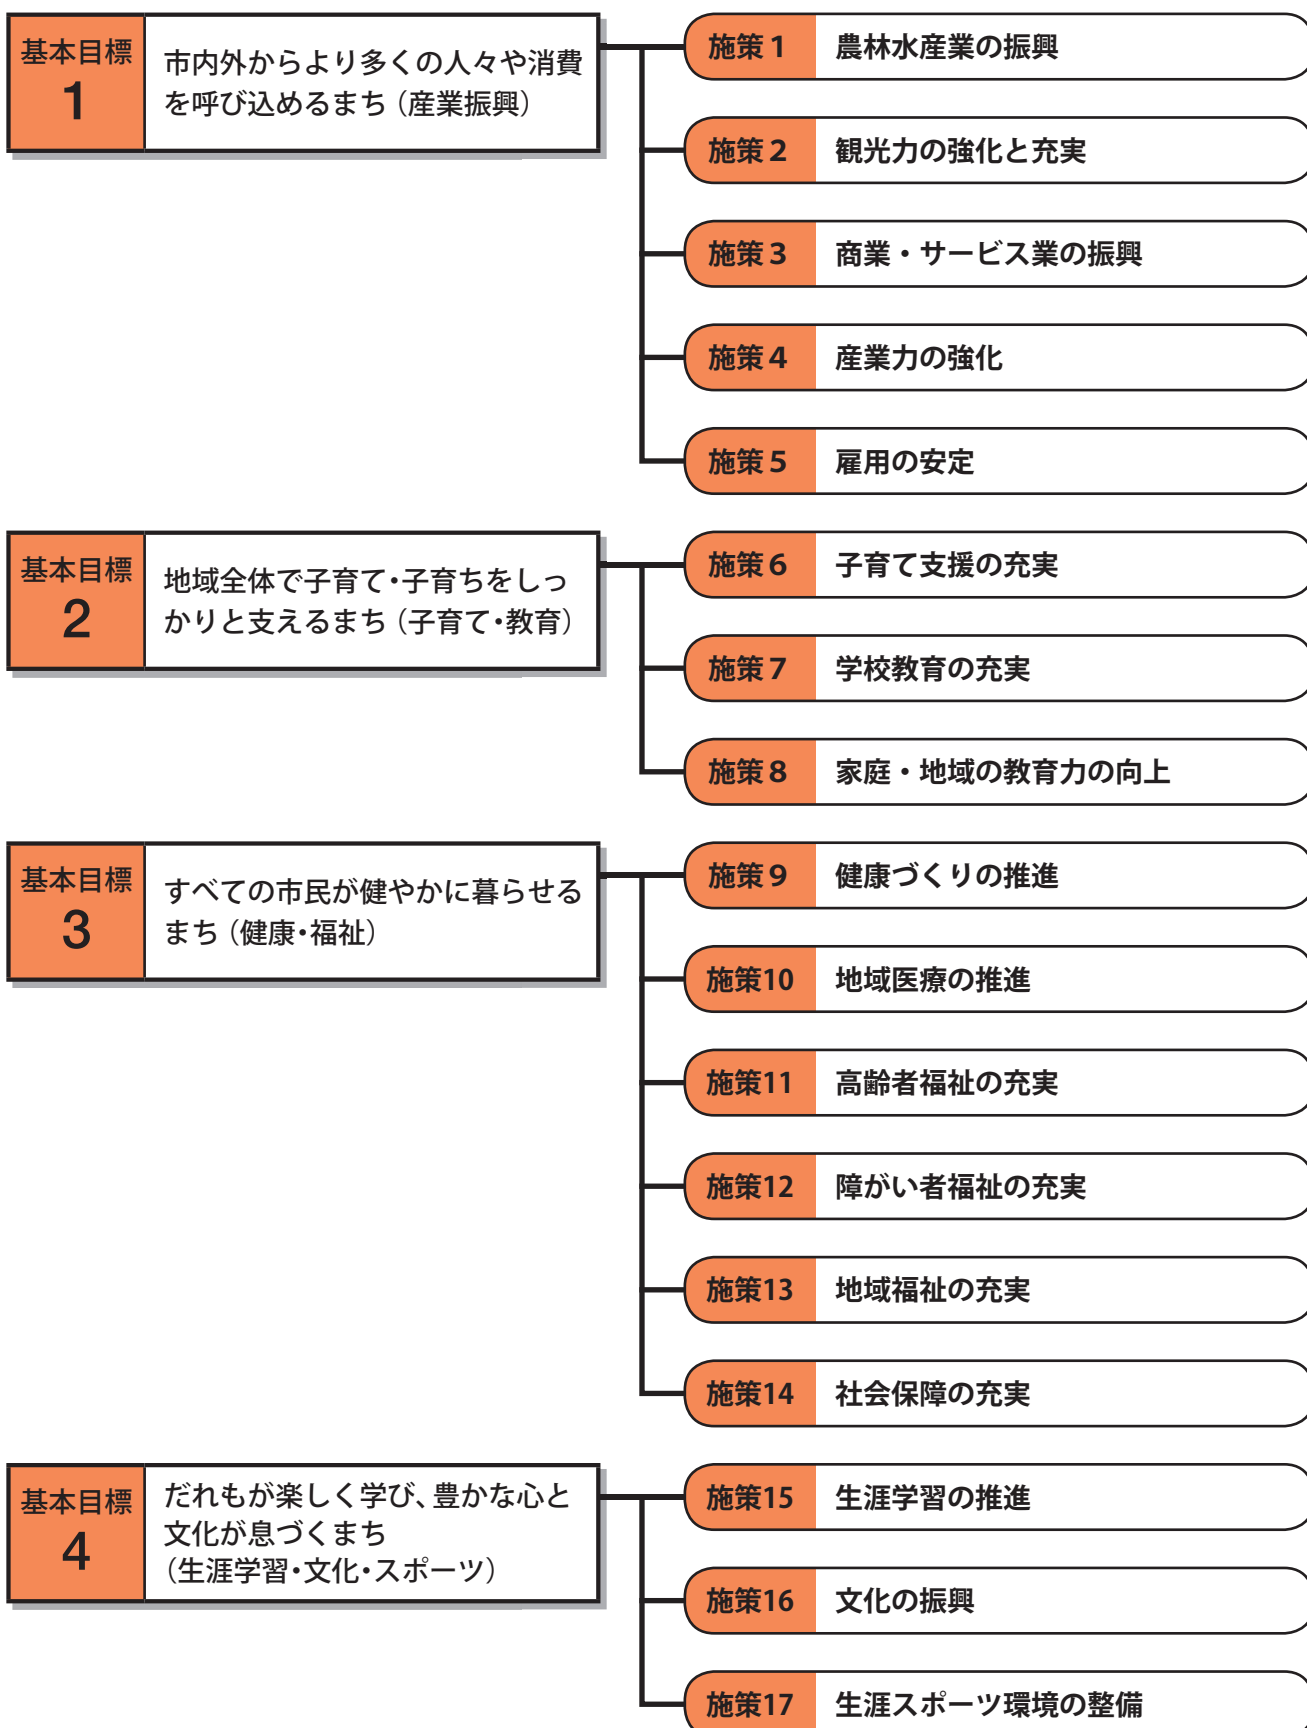 基本目標
1
市内外からより多くの人々や消費
を呼び込めるまち（産業振興）
施策 1 農林水産業の振興
施策 2 観光力の強化と充実
施策 3 商業・サービス業の振興
施策 4 産業力の強化
施策 5 雇用の安定
基本目標
2
地域全体で子育て・子育ちをしっ
かりと支えるまち（子育て・教育）
施策 6 子育て支援の充実
施策 7 学校教育の充実
施策 8 家庭・地域の教育力の向上
基本目標
3
すべての市民が健やかに暮らせる
まち（健康・福祉）
施策 9 健康づくりの推進
施策10 地域医療の推進
施策11 高齢者福祉の充実
施策12 障がい者福祉の充実
施策13 地域福祉の充実
施策14 社会保障の充実
基本目標
4
だれもが楽しく学び、豊かな心と
文化が息づくまち
（生涯学習・文化・スポーツ）
施策15 生涯学習の推進
施策16 文化の振興
施策17 生涯スポーツ環境の整備